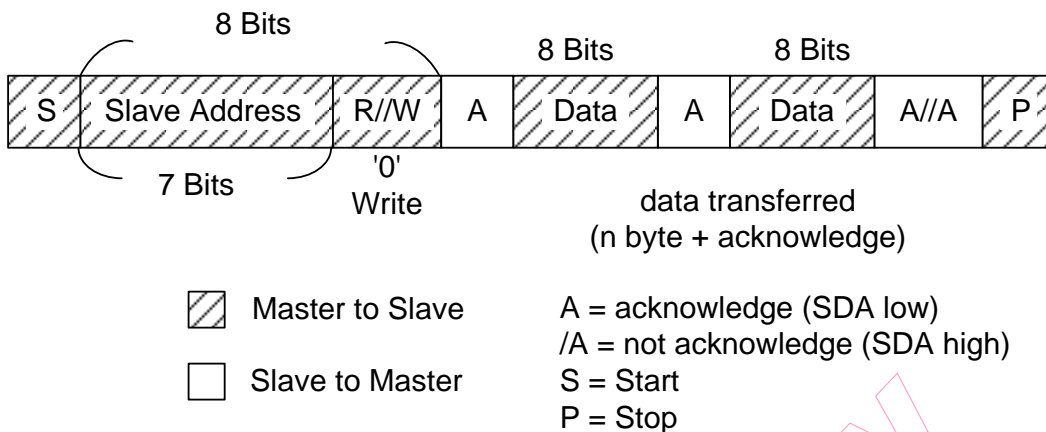 8 Bits
8 Bits 8 Bits
S Slave Address R//W A Data A Data A//A P
7 Bits '0'
Write
data transferred
(n byte + acknowledge)
Master to Slave
Slave to Master
A = acknowledge (SDA low)
/A = not acknowledge (SDA high)
S = Start
P = Stop